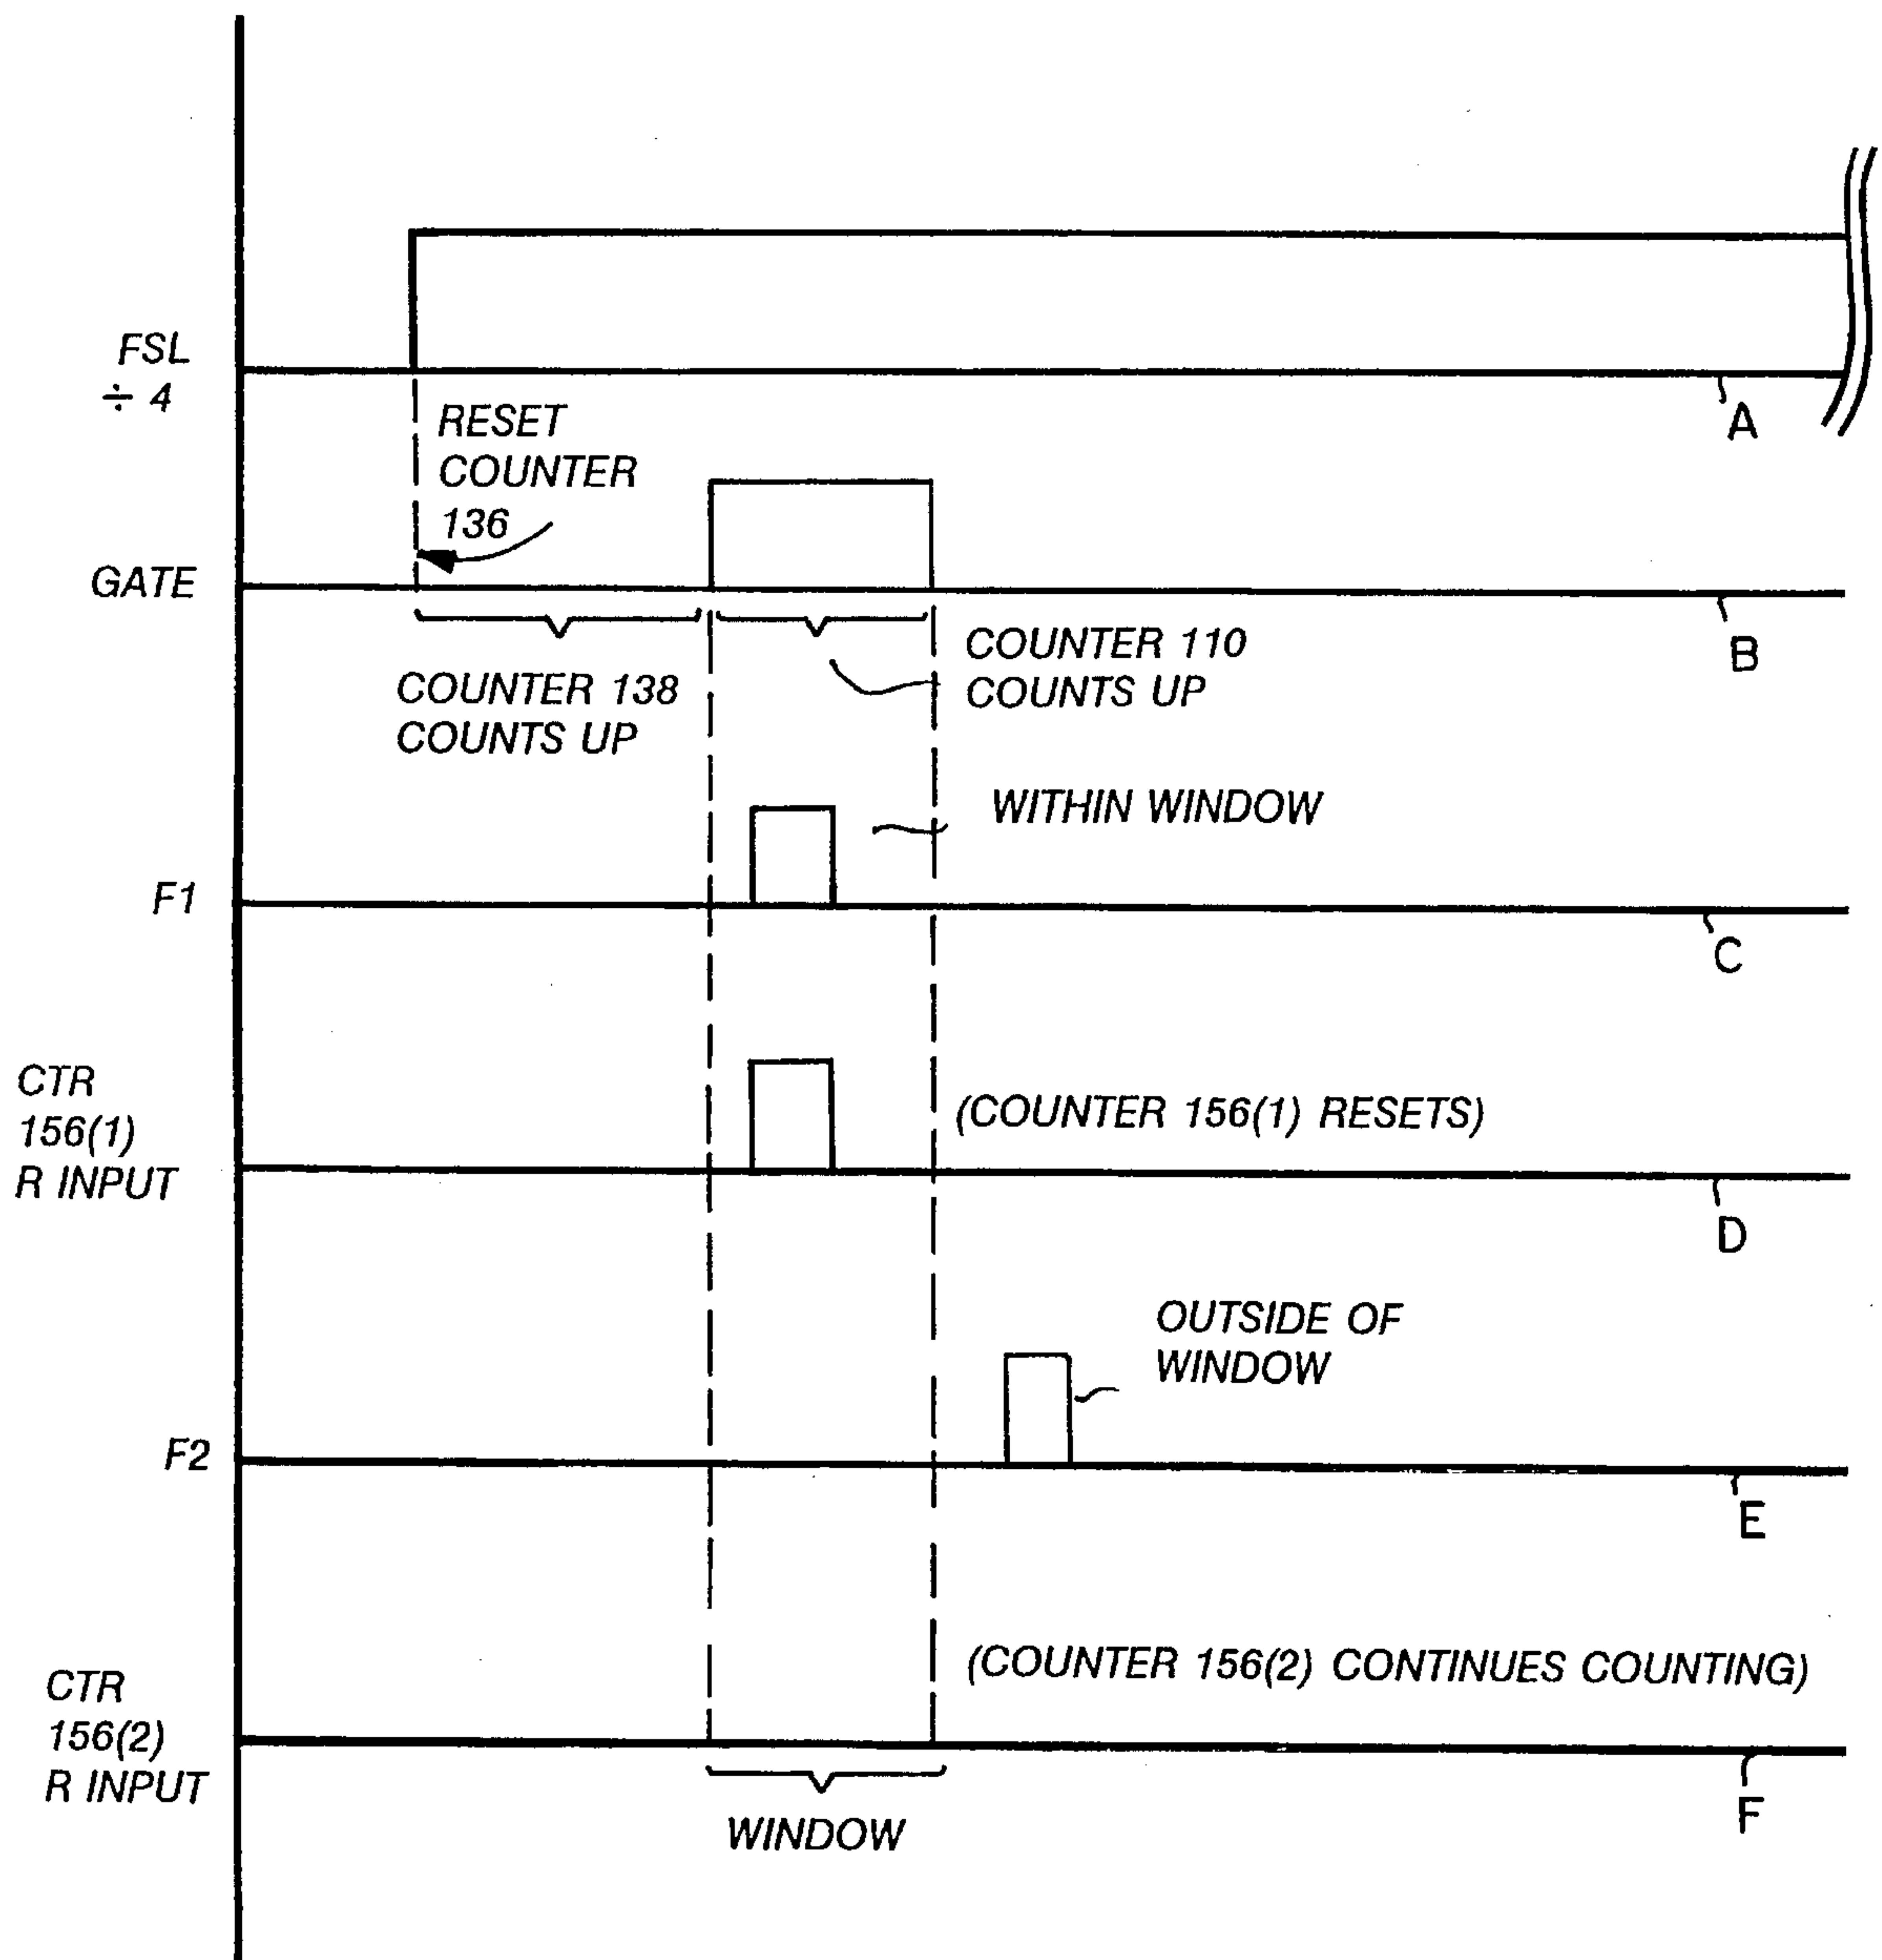 FSL
÷ 4
A
RESET
COUNTER
136
GATE
B
COUNTER 138
COUNTS UP
COUNTER 110
COUNTS UP
WITHIN WINDOW
F1
C
CTR
156(1)
R INPUT
(COUNTER 156(1) RESETS)
D
OUTSIDE OF
WINDOW
F2
E
CTR
156(2)
R INPUT
(COUNTER 156(2) CONTINUES COUNTING)
F
WINDOW